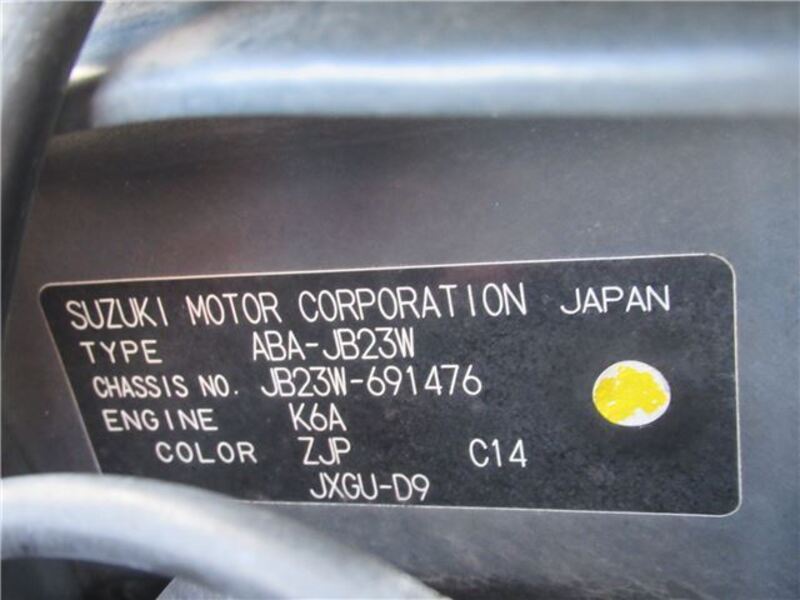 SUZUKI MOTOR CORPORATION JAPAN
TYPE ABA-JB23W
CHASSIS NO. JB23W-691476
ENGINE K6A
COLOR ZJP C14
JXGU-D9